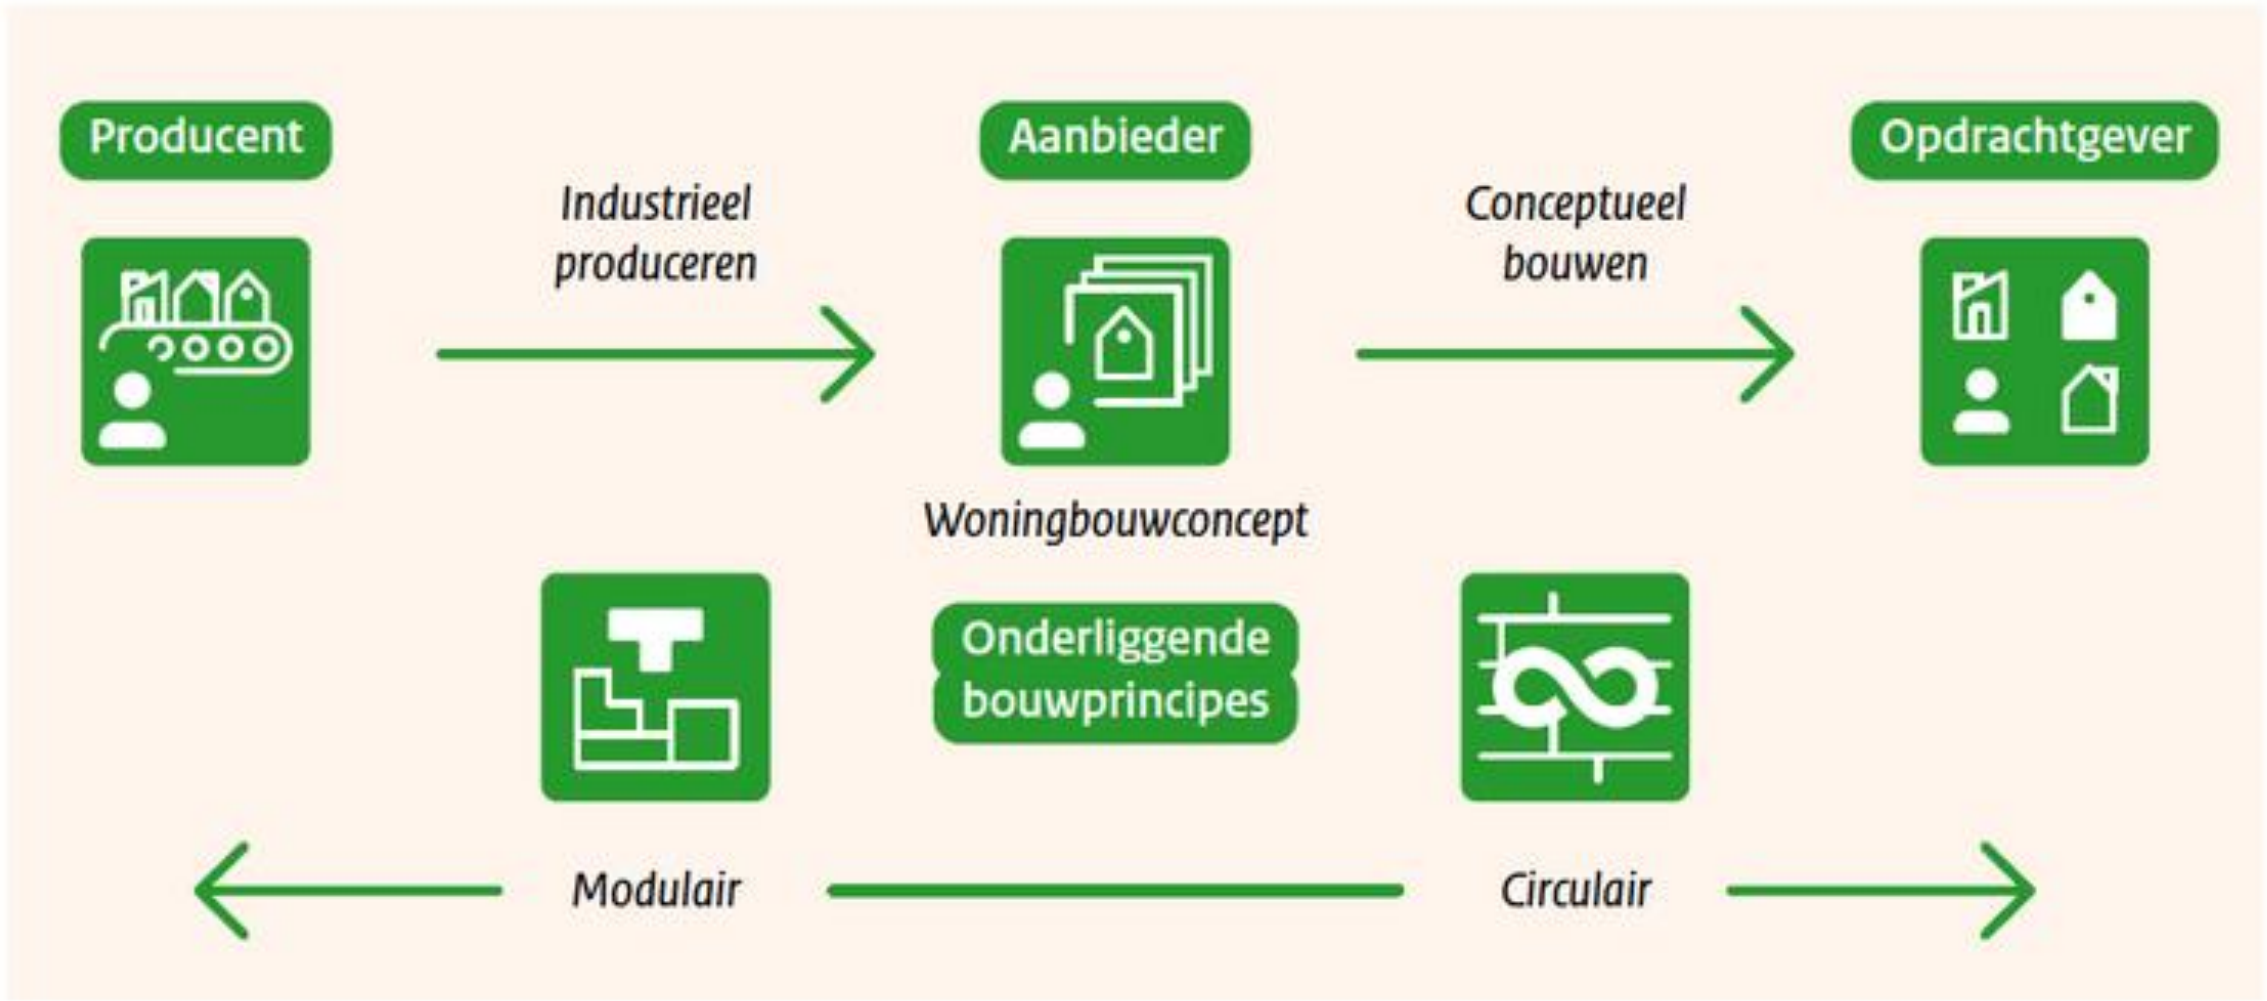 Producent
Aanbieder
Opdrachtgever
Industrieel
produceren
Conceptueel
bouwen
Woningbouwconcept
Onderliggende
bouwprincipes
Modulair
Circulair